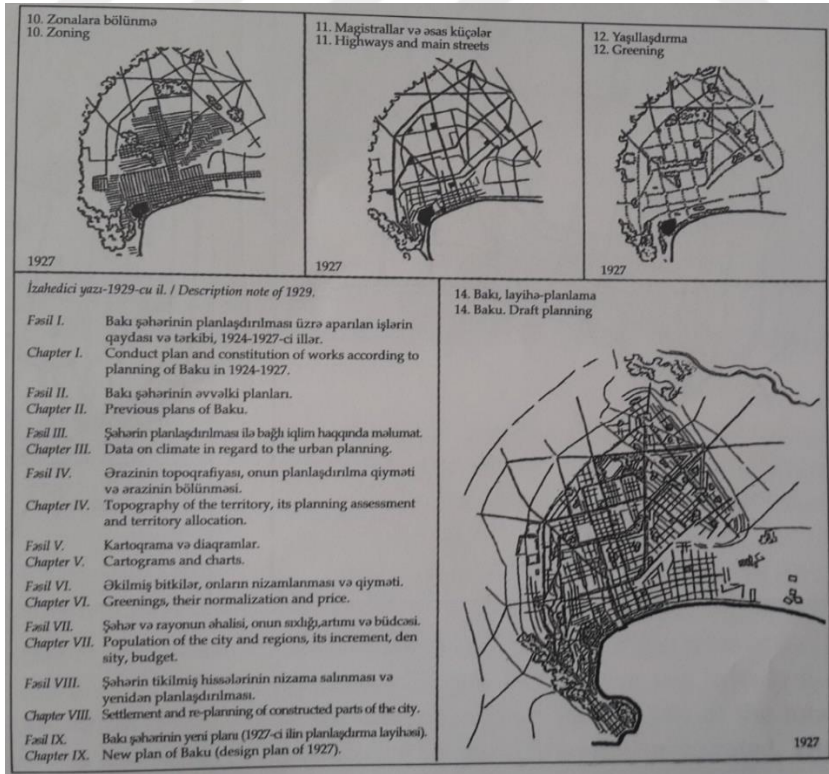 10. Zonalara bölünmə
10. Zoning
1927
11. Magistrallar və əsas küçələr
11. Highways and main streets
1927
12. Yaşıllaşdırma
12. Greening
1927
İzahedici yazı-1929-cu il. / Description note of 1929.
Fəsil I. Bakı şəhərinin planlaşdırılması üzrə aparılan işlərin
qaydası və tərkibi, 1924-1927-ci illər.
Chapter I. Conduct plan and constitution of works according to
planning of Baku in 1924-1927.
Fəsil II. Bakı şəhərinin əvvəlki planları.
Chapter II. Previous plans of Baku.
Fəsil III. Şəhərin planlaşdırılması ilə bağlı iqlim haqqında məlumat.
Chapter III. Data on climate in regard to the urban planning.
Fəsil IV. Ərazinin topoqrafiyası, onun planlaşdırılma qiyməti
və ərazinin bölünməsi.
Chapter IV. Topography of the territory, its planning assessment
and territory allocation.
Fəsil V. Kartoqrama və diaqramlar.
Chapter V. Cartograms and charts.
Fəsil VI. Əkilmiş bitkilər, onların nizamlanması və qiyməti.
Chapter VI. Greenings, their normalization and price.
Fəsil VII. Şəhər və rayonun əhalisi, onun sıxlığı,artımı və büdcəsi.
Chapter VII. Population of the city and regions, its increment, den
sity, budget.
Fəsil VIII. Şəhərin tikilmiş hissələrinin nizama salınması və
yenidən planlaşdırılması.
Chapter VIII. Settlement and re-planning of constructed parts of the city.
Fəsil IX. Bakı şəhərinin yeni planı (1927-ci ilin planlaşdırma layihəsi).
Chapter IX. New plan of Baku (design plan of 1927).
14. Bakı, layihə-planlama
14. Baku. Draft planning
1927